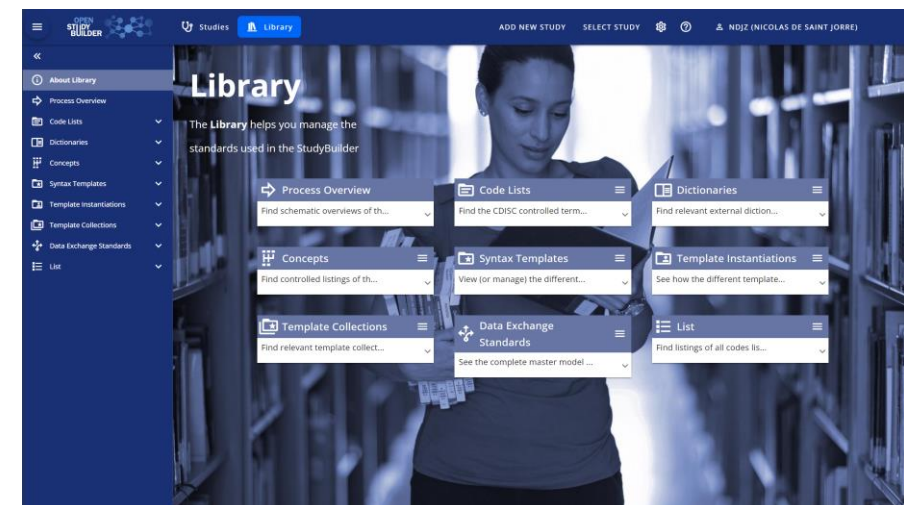 OPEN
STUDY
BUILDER
Studies
Library
ADD NEW STUDY
SELECT STUDY
NDJZ (NICOLAS DE SAINT JORRE)
About Library
Process Overview
Code Lists
Dictionaries
Concepts
Syntax Templates
Template Instantiations
Template Collections
Data Exchange Standards
List
Library
The Library helps you manage the
standards used in the StudyBuilder
Process Overview
Find schematic overviews of th...
Code Lists
Find the CDISC controlled term...
Dictionaries
Find relevant external diction...
Concepts
Find controlled listings of th...
Syntax Templates
View (or manage) the different...
Template Instantiations
See how the different template...
Template Collections
Find relevant template collect...
Data Exchange
Standards
See the complete master model ...
List
Find listings of all codes lis...